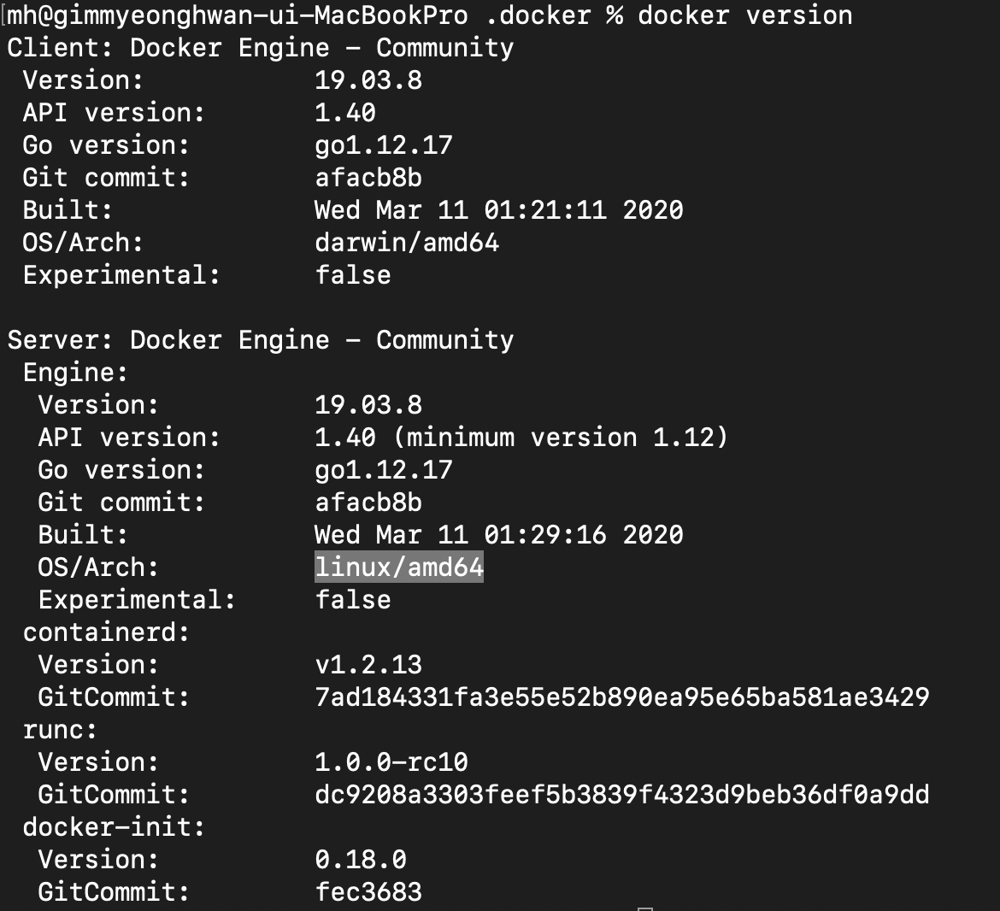 mh@gimmyeonghwan-ui-MacBookPro .docker % docker version
Client: Docker Engine - Community
 Version:           19.03.8
 API version:       1.40
 Go version:        go1.12.17
 Git commit:        afacb8b
 Built:             Wed Mar 11 01:21:11 2020
 OS/Arch:           darwin/amd64
 Experimental:      false

Server: Docker Engine - Community
 Engine:
  Version:          19.03.8
  API version:      1.40 (minimum version 1.12)
  Go version:       go1.12.17
  Git commit:       afacb8b
  Built:            Wed Mar 11 01:29:16 2020
  OS/Arch:          linux/amd64
  Experimental:     false
 containerd:
  Version:          v1.2.13
  GitCommit:        7ad184331fa3e55e52b890ea95e65ba581ae3429
 runc:
  Version:          1.0.0-rc10
  GitCommit:        dc9208a3303feef5b3839f4323d9beb36df0a9dd
 docker-init:
  Version:          0.18.0
  GitCommit:        fec3683